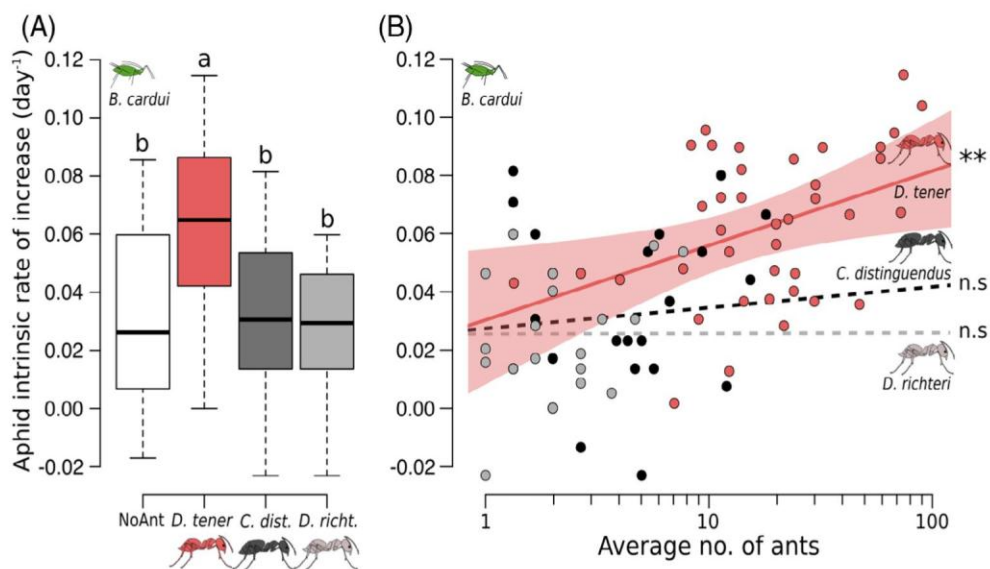 (A)
Aphid intrinsic rate of increase (day⁻¹)
0.12
0.10
0.08
0.06
0.04
0.02
0.00
-0.02
B. cardui
b
a
b
b
NoAnt D. tener C. dist. D. richt.
(B)
0.12
0.10
0.08
0.06
0.04
0.02
0.00
-0.02
B. cardui
**
D. tener
C. distinguendus
n.s
n.s
D. richteri
1 10 100
Average no. of ants